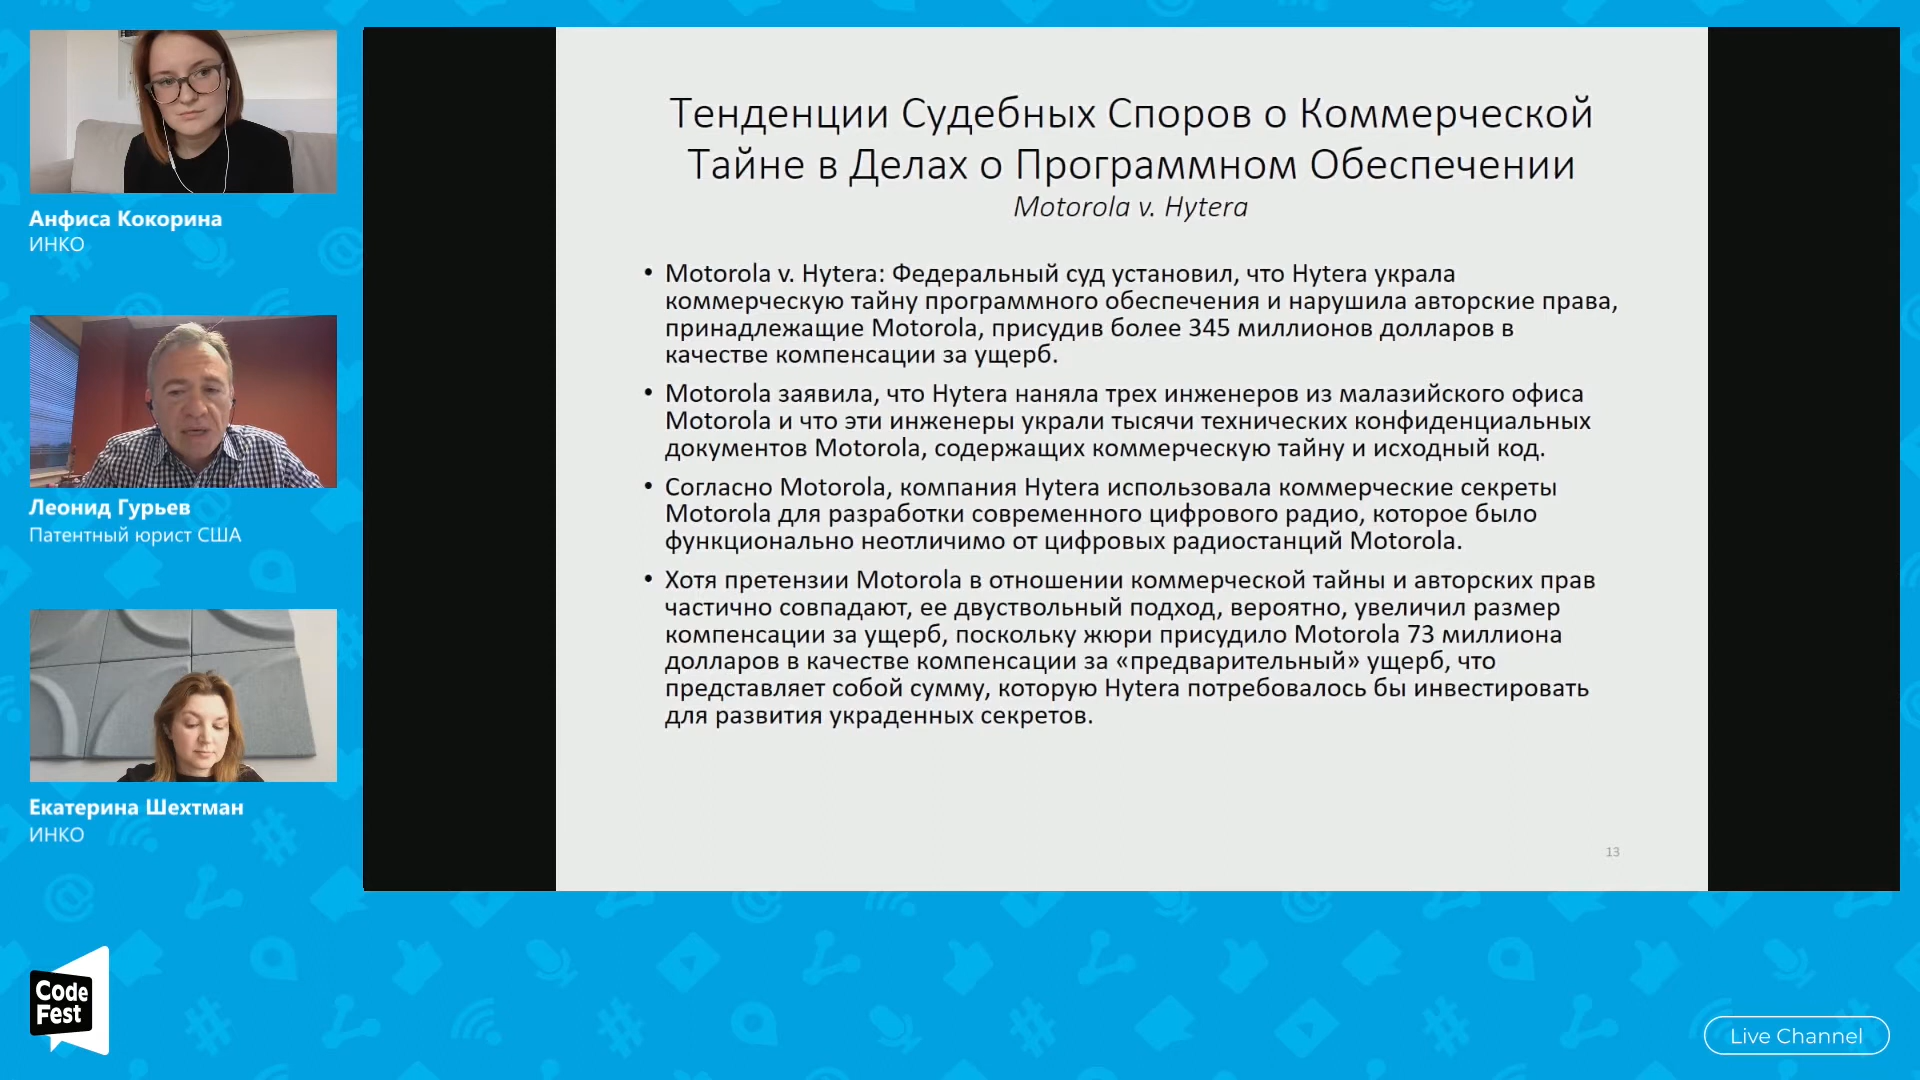 Анфиса Кокорина
ИНКО
Леонид Гурьев
Патентный юрист США
Екатерина Шехтман
ИНКО
Тенденции Судебных Споров о Коммерческой
Тайне в Делах о Программном Обеспечении
Motorola v. Hytera
• Motorola v. Hytera: Федеральный суд установил, что Hytera украла
коммерческую тайну программного обеспечения и нарушила авторские права,
принадлежащие Motorola, присудив более 345 миллионов долларов в
качестве компенсации за ущерб.
• Motorola заявила, что Hytera наняла трех инженеров из малазийского офиса
Motorola и что эти инженеры украли тысячи технических конфиденциальных
документов Motorola, содержащих коммерческую тайну и исходный код.
• Согласно Motorola, компания Hytera использовала коммерческие секреты
Motorola для разработки современного цифрового радио, которое было
функционально неотличимо от цифровых радиостанций Motorola.
• Хотя претензии Motorola в отношении коммерческой тайны и авторских прав
частично совпадают, ее двуствольный подход, вероятно, увеличил размер
компенсации за ущерб, поскольку жюри присудило Motorola 73 миллиона
долларов в качестве компенсации за «предварительный» ущерб, что
представляет собой сумму, которую Hytera потребовалось бы инвестировать
для развития украденных секретов.
13
Code
Fest
Live Channel